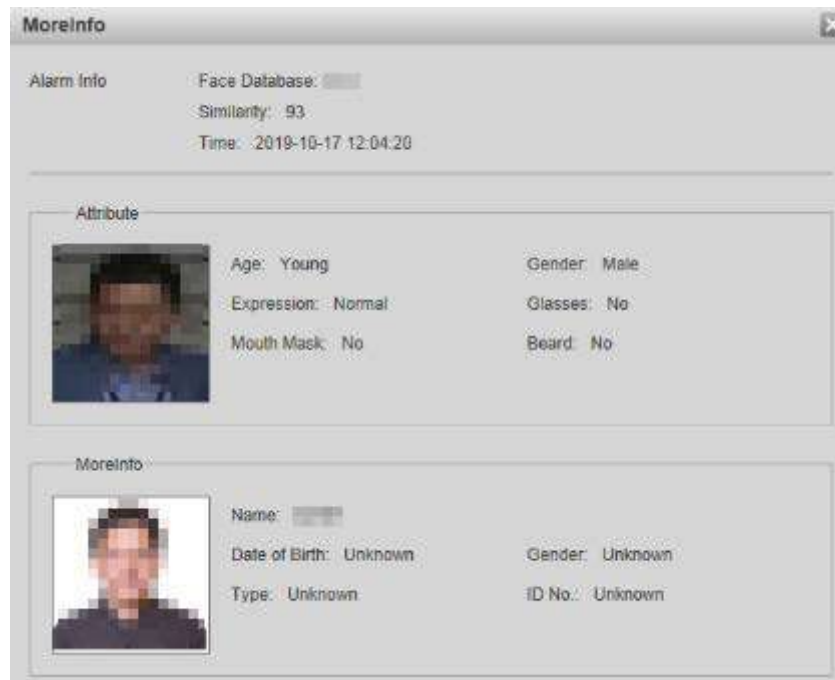 MoreInfo
Alarm Info
Face Database:
Similarity: 93
Time: 2019-10-17 12:04:20
Attribute
Age: Young Gender: Male
Expression: Normal Glasses: No
Mouth Mask: No Beard: No
MoreInfo
Name:
Date of Birth: Unknown Gender: Unknown
Type: Unknown ID No.: Unknown